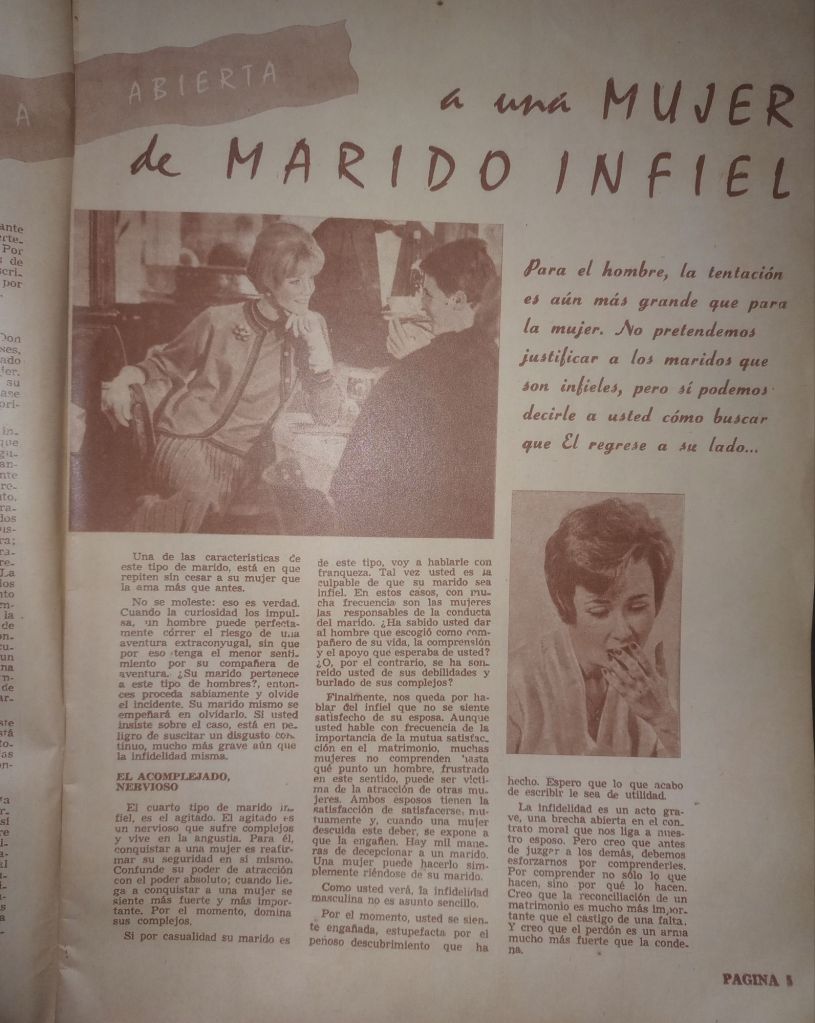 A
ABIERTA
a una MUJER
de MARIDO INFIEL
Para el hombre, la tentación
es aún más grande que para
la mujer. No pretendemos
justificar a los maridos que
son infieles, pero sí podemos
decirle a usted cómo buscar
que El regrese a su lado...
Una de las características de
este tipo de marido, está en que
repiten sin cesar a su mujer que
la ama más que antes.
No se moleste: eso es verdad.
Cuando la curiosidad los impul-
sa, un hombre puede perfecta-
mente correr el riesgo de una
aventura extraconyugal, sin que
por eso tenga el menor senti-
miento por su compañera de
aventura. ¿Su marido pertenece
a este tipo de hombres?, enton-
ces proceda sabiamente y olvide
el incidente. Su marido mismo se
empeñará en olvidarlo. Si usted
insiste sobre el caso, está en pe-
ligro de suscitar un disgusto con-
tinuo, mucho más grave aún que
la infidelidad misma.
EL ACOMPLEJADO,
NERVIOSO
El cuarto tipo de marido in-
fiel, es el agitado. El agitado es
un nervioso que sufre complejos
y vive en la angustia. Para él,
conquistar a una mujer es reafir-
mar su seguridad en sí mismo.
Confunde su poder de atracción
con el poder absoluto; cuando lle-
ga a conquistar a una mujer se
siente más fuerte y más impor-
tante. Por el momento, domina
sus complejos.
Si por casualidad su marido es
de este tipo, voy a hablarle con
franqueza. Tal vez usted es la
culpable de que su marido sea
infiel. En estos casos, con mu-
cha frecuencia son las mujeres
las responsables de la conducta
del marido. ¿Ha sabido usted dar
al hombre que escogió como com-
pañero de su vida, la comprensión
y el apoyo que esperaba de usted?
¿O, por el contrario, se ha son-
reído usted de sus debilidades y
burlado de sus complejos?
Finalmente, nos queda por ha-
blar del infiel que no se siente
satisfecho de su esposa. Aunque
usted hable con frecuencia de la
importancia de la mutua satisfac-
ción en el matrimonio, muchas
mujeres no comprenden hasta
qué punto un hombre, frustrado
en este sentido, puede ser vícti-
ma de la atracción de otras mu-
jeres. Ambos esposos tienen la
satisfacción de satisfacerse mu-
tuamente y, cuando una mujer
descuida este deber, se expone a
que la engañen. Hay mil mane-
ras de decepcionar a un marido.
Una mujer puede hacerlo sim-
plemente riéndose de su marido.
Como usted verá, la infidelidad
masculina no es asunto sencillo.
Por el momento, usted se sien-
te engañada, estupefacta por el
penoso descubrimiento que ha
hecho. Espero que lo que acabo
de escribir le sea de utilidad.
La infidelidad es un acto gra-
ve, una brecha abierta en el con-
trato moral que nos liga a nues-
tro esposo. Pero creo que antes
de juzgar a los demás, debemos
esforzarnos por comprenderles.
Por comprender no sólo lo que
hacen, sino por qué lo hacen.
Creo que la reconciliación de un
matrimonio es mucho más impor-
tante que el castigo de una falta.
Y creo que el perdón es un arma
mucho más fuerte que la conde-
na.
PAGINA 5